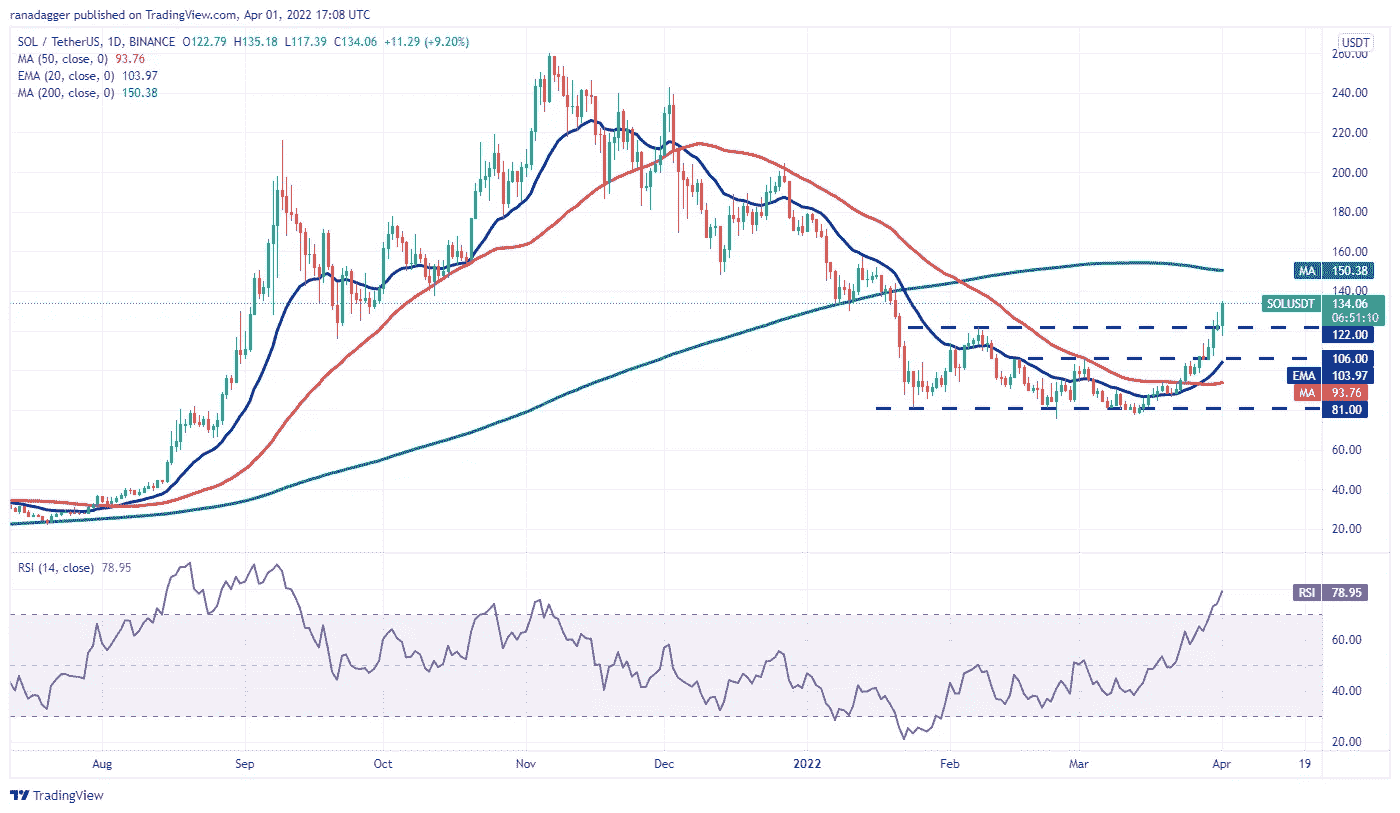 ranadagger published on TradingView.com, Apr 01, 2022 17:08 UTC
SOL / TetherUS, 1D, BINANCE O122.79 H135.18 L117.39 C134.06 +11.29 (+9.20%)
MA (50, close, 0) 93.76
EMA (20, close, 0) 103.97
MA (200, close, 0) 150.38
USDT
260.00
240.00
220.00
200.00
180.00
160.00
MA 150.38
140.00
SOLUSDT 134.06
06:51:10
122.00
106.00
EMA 103.97
MA 93.76
81.00
60.00
40.00
20.00
RSI (14, close) 78.95
RSI 78.95
60.00
40.00
20.00
Aug Sep Oct Nov Dec 2022 Feb Mar Apr 19
TradingView